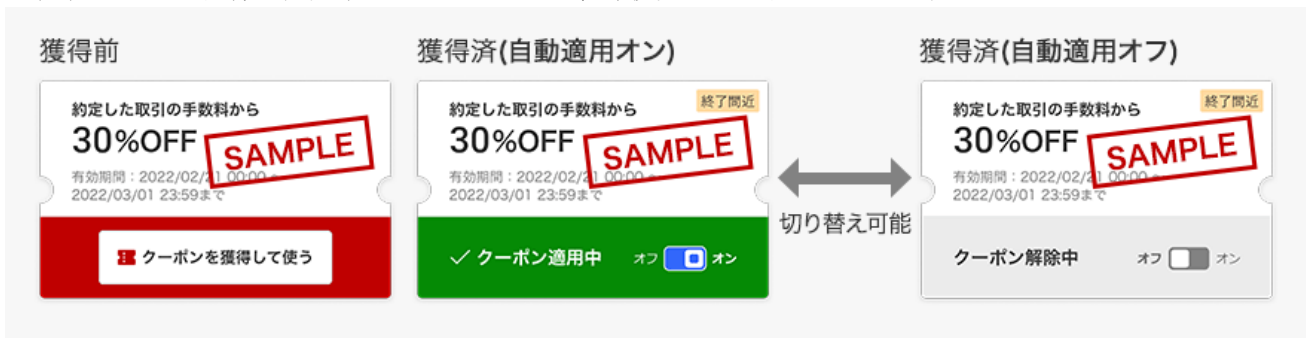 獲得前
約定した取引の手数料から
30%OFF
SAMPLE
有効期間：2022/02/21 00:00～
2022/03/01 23:59まで
クーポンを獲得して使う
獲得済(自動適用オン)
終了間近
約定した取引の手数料から
30%OFF
SAMPLE
有効期間：2022/02/21 00:00～
2022/03/01 23:59まで
クーポン適用中 オフ オン
切り替え可能
獲得済(自動適用オフ)
終了間近
約定した取引の手数料から
30%OFF
SAMPLE
有効期間：2022/02/21 00:00～
2022/03/01 23:59まで
クーポン解除中 オフ オン